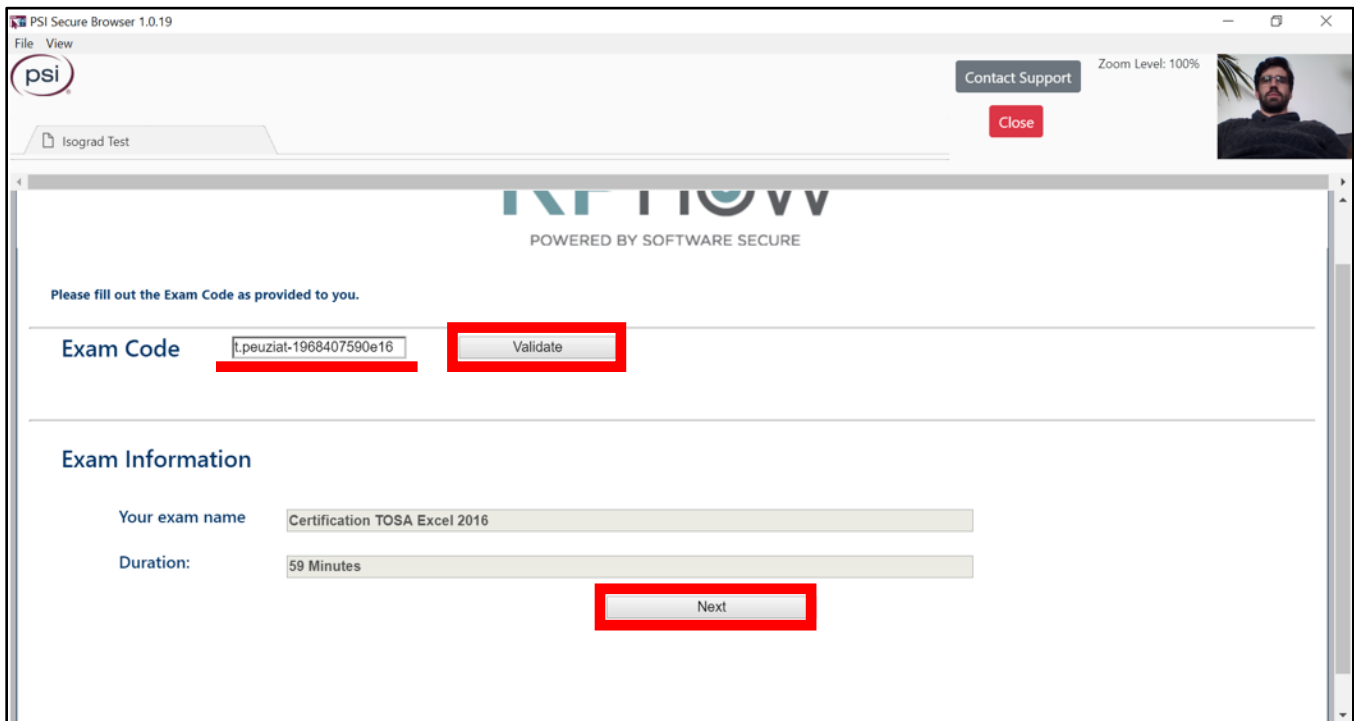 PSI Secure Browser 1.0.19
File View
psi
Contact Support
Zoom Level: 100%
Close
Isograd Test
RPNOW
POWERED BY SOFTWARE SECURE
Please fill out the Exam Code as provided to you.
Exam Code t.peuziat-1968407590e16 Validate
Exam Information
Your exam name Certification TOSA Excel 2016
Duration: 59 Minutes
Next